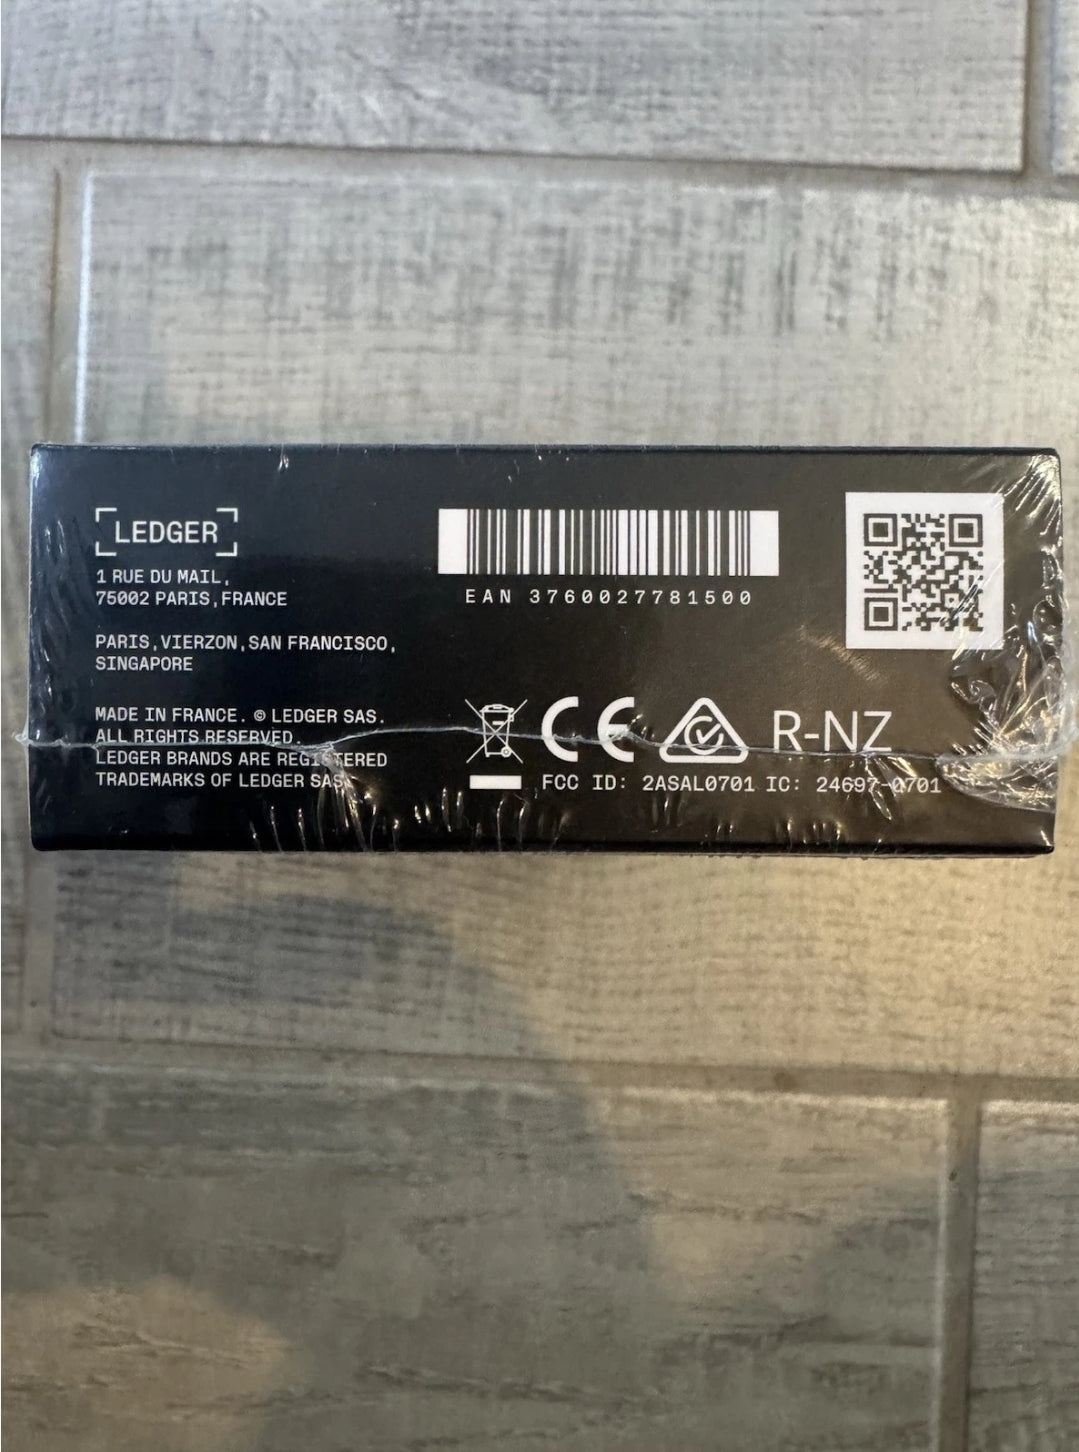 LEDGER
1 RUE DU MAIL,
75002 PARIS, FRANCE
PARIS, VIERZON, SAN FRANCISCO,
SINGAPORE
MADE IN FRANCE. © LEDGER SAS.
ALL RIGHTS RESERVED.
LEDGER BRANDS ARE REGISTERED
TRADEMARKS OF LEDGER SAS.
EAN 3760027781500
CE R-NZ
FCC ID: 2ASAL0701 IC: 24697-0701